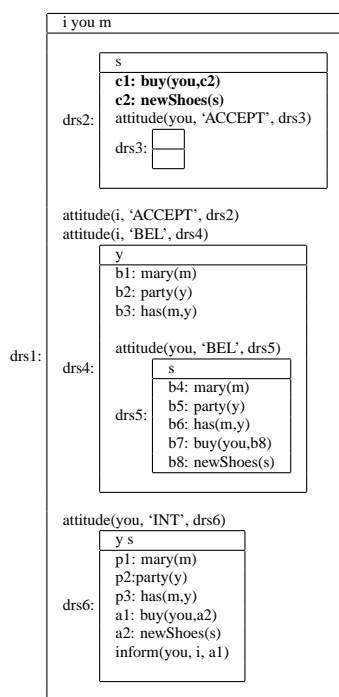 i you m
s
c1: buy(you,c2)
c2: newShoes(s)
attitude(you, ‘ACCEPT’, drs3)
drs2:
drs3:
attitude(i, ‘ACCEPT’, drs2)
attitude(i, ‘BEL’, drs4)
y
b1: mary(m)
b2: party(y)
b3: has(m,y)
attitude(you, ‘BEL’, drs5)
drs1:
drs4:
s
b4: mary(m)
b5: party(y)
drs5:
b6: has(m,y)
b7: buy(you,b8)
b8: newShoes(s)
attitude(you, ‘INT’, drs6)
y s
p1: mary(m)
p2:party(y)
p3: has(m,y)
drs6:
a1: buy(you,a2)
a2: newShoes(s)
inform(you, i, a1)